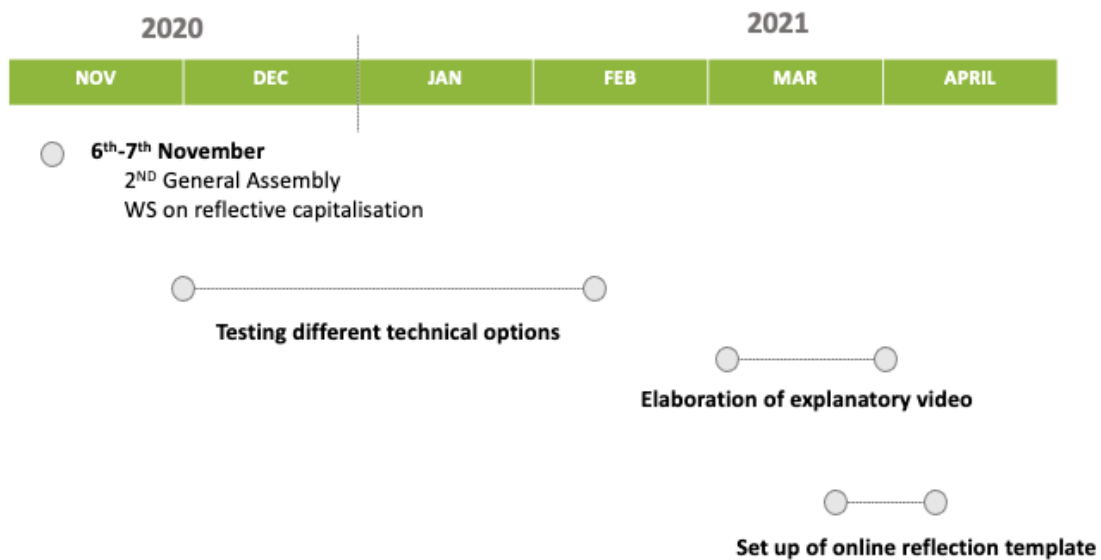 2020 2021
NOV DEC JAN FEB MAR APRIL
6th-7th November
2ND General Assembly
WS on reflective capitalisation
Testing different technical options
Elaboration of explanatory video
Set up of online reflection template